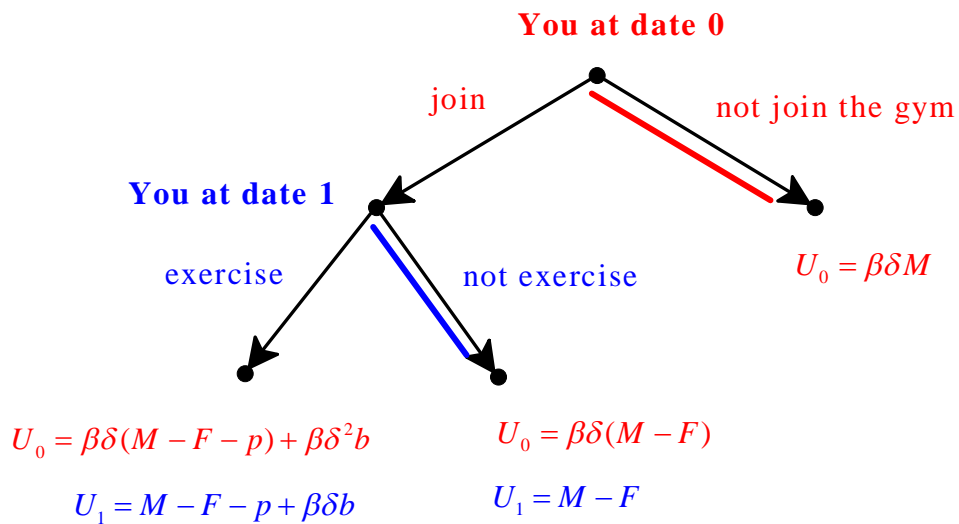 You at date 0
join
not join the gym
You at date 1
exercise
not exercise
U₀ = βδM
U₀ = βδ(M − F − p) + βδ²b
U₀ = βδ(M − F)
U₁ = M − F − p + βδb
U₁ = M − F